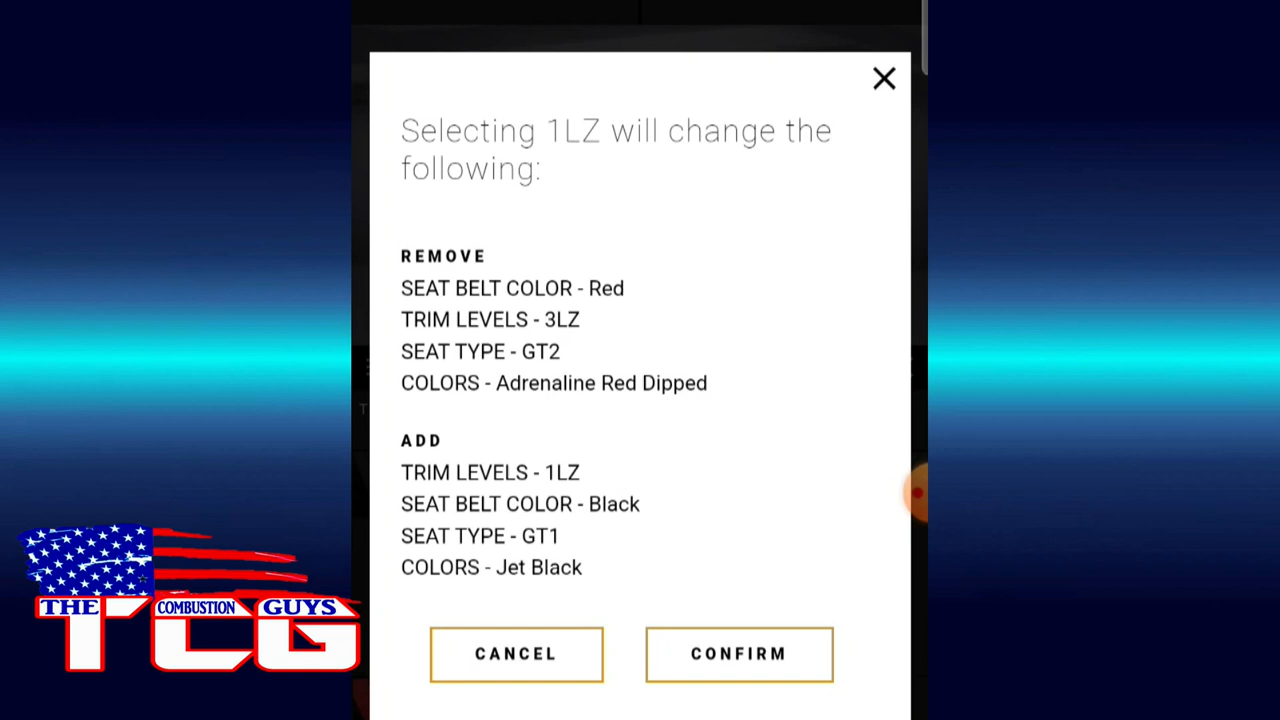 Selecting 1LZ will change the
following:
REMOVE
SEAT BELT COLOR - Red
TRIM LEVELS - 3LZ
SEAT TYPE - GT2
COLORS - Adrenaline Red Dipped
ADD
TRIM LEVELS - 1LZ
SEAT BELT COLOR - Black
SEAT TYPE - GT1
COLORS - Jet Black
CANCEL CONFIRM
THE COMBUSTION GUYS
TCG